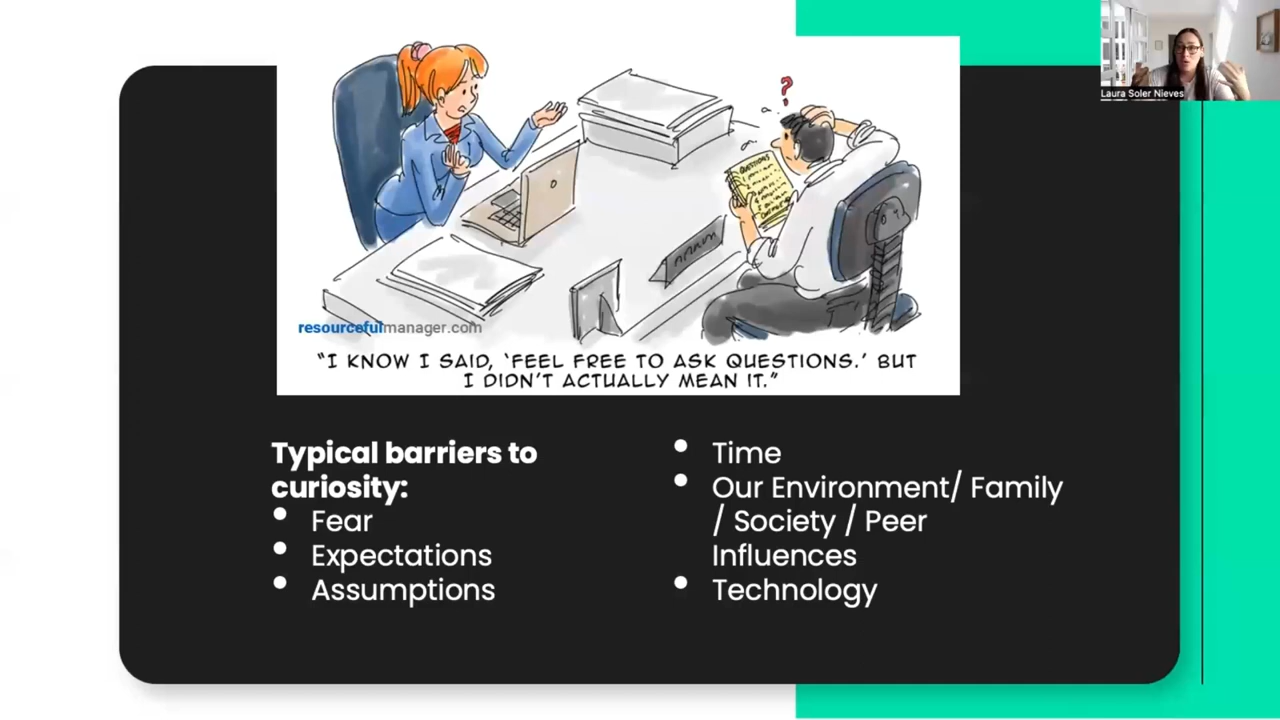 Laura Soler Nieves
?
QUESTIONS
resourcefulmanager.com
"I KNOW I SAID, 'FEEL FREE TO ASK QUESTIONS.' BUT
I DIDN'T ACTUALLY MEAN IT."
Typical barriers to
curiosity:
• Fear
• Expectations
• Assumptions
• Time
• Our Environment/ Family
/ Society / Peer
Influences
• Technology